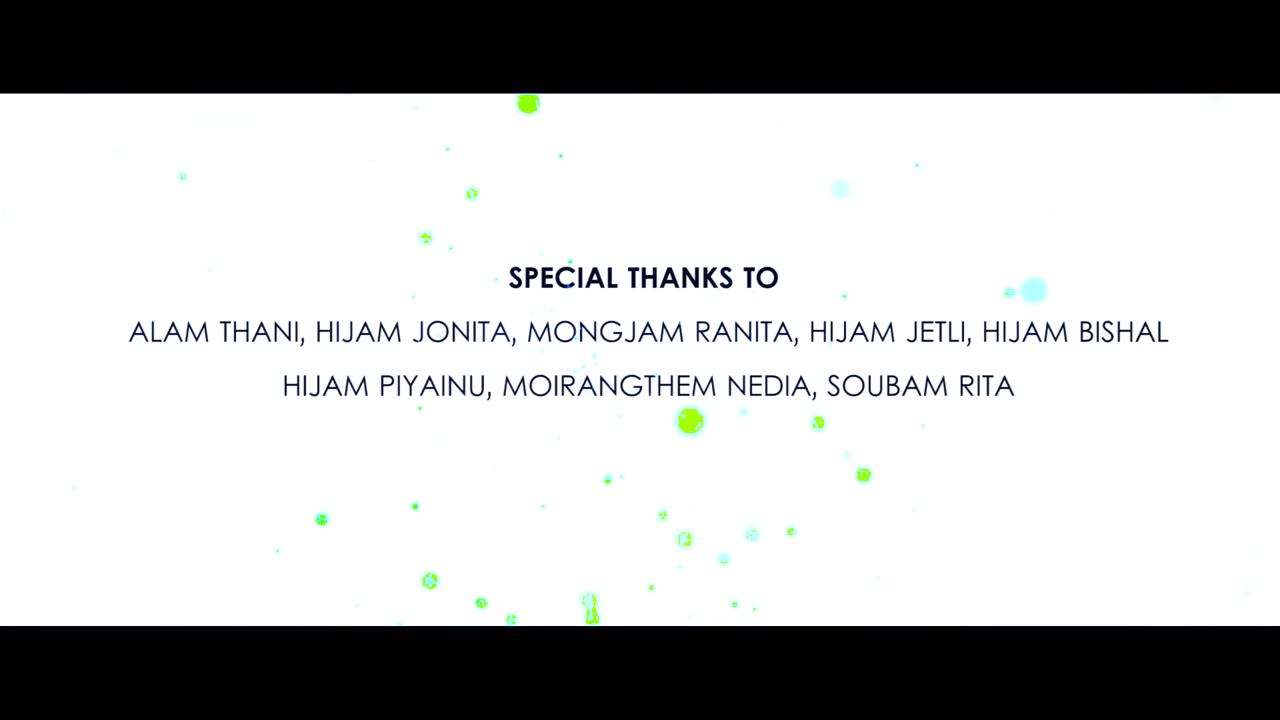 SPECIAL THANKS TO
ALAM THANI, HIJAM JONITA, MONGJAM RANITA, HIJAM JETLI, HIJAM BISHAL
HIJAM PIYAINU, MOIRANGTHEM NEDIA, SOUBAM RITA